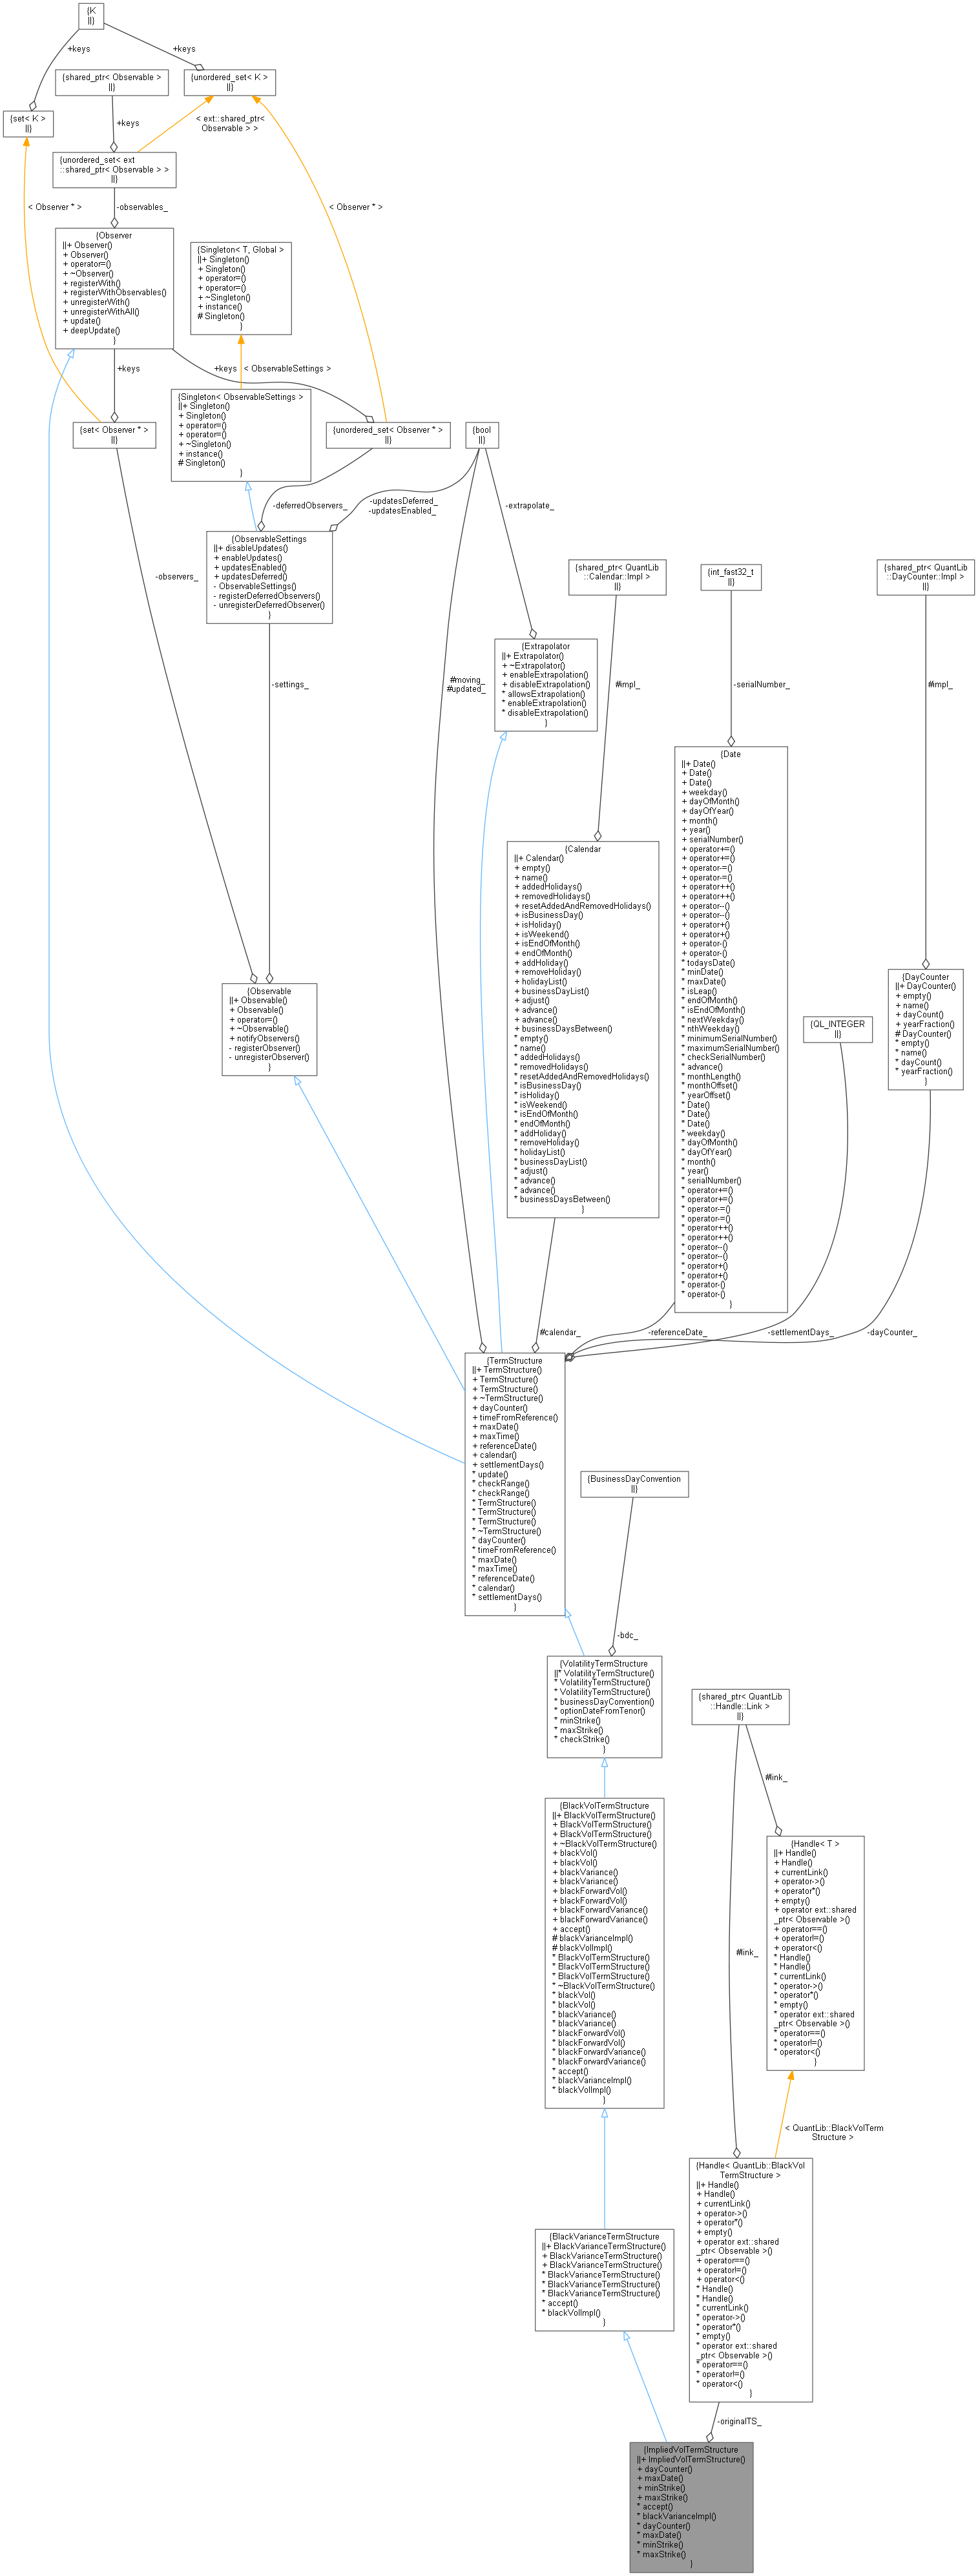 {K
||}
+keys
+keys
{shared_ptr< Observable >
||}
{unordered_set< K >
||}
{set< K >
||}
+keys
< ext::shared_ptr<
Observable > >
{unordered_set< ext
::shared_ptr< Observable > >
||}
< Observer * >
-observables_
< Observer * >
{Observer
||+ Observer()
+ Observer()
+ operator=()
+ ~Observer()
+ registerWith()
+ registerWithObservables()
+ unregisterWith()
+ unregisterWithAll()
+ update()
+ deepUpdate()
}
{Singleton< T, Global >
||+ Singleton()
+ Singleton()
+ operator=()
+ operator=()
+ ~Singleton()
+ instance()
# Singleton()
}
+keys
+keys
< ObservableSettings >
{Singleton< ObservableSettings >
||+ Singleton()
+ Singleton()
+ operator=()
+ operator=()
+ ~Singleton()
+ instance()
# Singleton()
}
{set< Observer * >
||}
{unordered_set< Observer * >
||}
{bool
||}
-deferredObservers_
-updatesDeferred_
-updatesEnabled_
-extrapolate_
{ObservableSettings
||+ disableUpdates()
+ enableUpdates()
+ updatesEnabled()
+ updatesDeferred()
- ObservableSettings()
- registerDeferredObservers()
- unregisterDeferredObserver()
}
-observers_
{shared_ptr< QuantLib
::Calendar::Impl >
||}
{int_fast32_t
||}
{shared_ptr< QuantLib
::DayCounter::Impl >
||}
{Extrapolator
||+ Extrapolator()
+ ~Extrapolator()
+ enableExtrapolation()
+ disableExtrapolation()
* allowsExtrapolation()
* enableExtrapolation()
* disableExtrapolation()
}
-settings_
#moving_
#updated_
#impl_
-serialNumber_
#impl_
{Date
||+ Date()
+ Date()
+ Date()
+ weekday()
+ dayOfMonth()
+ dayOfYear()
+ month()
+ year()
+ serialNumber()
+ operator+=()
+ operator+=()
+ operator-=()
+ operator-=()
+ operator++()
+ operator++()
+ operator--()
+ operator--()
+ operator+()
+ operator+()
+ operator-()
+ operator-()
* todaysDate()
* minDate()
* maxDate()
* isLeap()
* endOfMonth()
* isEndOfMonth()
* nextWeekday()
* nthWeekday()
* minimumSerialNumber()
* maximumSerialNumber()
* checkSerialNumber()
* advance()
* monthLength()
* monthOffset()
* yearOffset()
* Date()
* Date()
* Date()
* weekday()
* dayOfMonth()
* dayOfYear()
* month()
* year()
* serialNumber()
* operator+=()
* operator+=()
* operator-=()
* operator-=()
* operator++()
* operator++()
* operator--()
* operator--()
* operator+()
* operator+()
* operator-()
* operator-()
}
{Calendar
||+ Calendar()
+ empty()
+ name()
+ addedHolidays()
+ removedHolidays()
+ resetAddedAndRemovedHolidays()
+ isBusinessDay()
+ isHoliday()
+ isWeekend()
+ isEndOfMonth()
+ endOfMonth()
+ addHoliday()
+ removeHoliday()
+ holidayList()
+ businessDayList()
+ adjust()
+ advance()
+ advance()
+ businessDaysBetween()
* empty()
* name()
* addedHolidays()
* removedHolidays()
* resetAddedAndRemovedHolidays()
* isBusinessDay()
* isHoliday()
* isWeekend()
* isEndOfMonth()
* endOfMonth()
* addHoliday()
* removeHoliday()
* holidayList()
* businessDayList()
* adjust()
* advance()
* advance()
* businessDaysBetween()
}
{DayCounter
||+ DayCounter()
+ empty()
+ name()
+ dayCount()
+ yearFraction()
# DayCounter()
* empty()
* name()
* dayCount()
* yearFraction()
}
{Observable
||+ Observable()
+ Observable()
+ operator=()
+ ~Observable()
+ notifyObservers()
- registerObserver()
- unregisterObserver()
}
{QL_INTEGER
||}
#calendar_
-referenceDate_
-settlementDays_
-dayCounter_
{TermStructure
||+ TermStructure()
+ TermStructure()
+ TermStructure()
+ ~TermStructure()
+ dayCounter()
+ timeFromReference()
+ maxDate()
+ maxTime()
+ referenceDate()
+ calendar()
+ settlementDays()
* update()
* checkRange()
* checkRange()
* TermStructure()
* TermStructure()
* TermStructure()
* ~TermStructure()
* dayCounter()
* timeFromReference()
* maxDate()
* maxTime()
* referenceDate()
* calendar()
* settlementDays()
}
{BusinessDayConvention
||}
-bdc_
{VolatilityTermStructure
||* VolatilityTermStructure()
* VolatilityTermStructure()
* VolatilityTermStructure()
* businessDayConvention()
* optionDateFromTenor()
* minStrike()
* maxStrike()
* checkStrike()
}
{shared_ptr< QuantLib
::Handle::Link >
||}
#link_
{BlackVolTermStructure
||+ BlackVolTermStructure()
+ BlackVolTermStructure()
+ BlackVolTermStructure()
+ ~BlackVolTermStructure()
+ blackVol()
+ blackVol()
+ blackVariance()
+ blackVariance()
+ blackForwardVol()
+ blackForwardVol()
+ blackForwardVariance()
+ blackForwardVariance()
+ accept()
# blackVarianceImpl()
# blackVolImpl()
* BlackVolTermStructure()
* BlackVolTermStructure()
* BlackVolTermStructure()
* ~BlackVolTermStructure()
* blackVol()
* blackVol()
* blackVariance()
* blackVariance()
* blackForwardVol()
* blackForwardVol()
* blackForwardVariance()
* blackForwardVariance()
* accept()
* blackVarianceImpl()
* blackVolImpl()
}
{Handle< T >
||+ Handle()
+ Handle()
+ currentLink()
+ operator->()
+ operator*()
+ empty()
+ operator ext::shared
_ptr< Observable >()
+ operator==()
+ operator!=()
+ operator<()
* Handle()
* Handle()
* currentLink()
* operator->()
* operator*()
* empty()
* operator ext::shared
_ptr< Observable >()
* operator==()
* operator!=()
* operator<()
}
#link_
< QuantLib::BlackVolTerm
Structure >
{Handle< QuantLib::BlackVol
TermStructure >
||+ Handle()
+ Handle()
+ currentLink()
+ operator->()
+ operator*()
+ empty()
+ operator ext::shared
_ptr< Observable >()
+ operator==()
+ operator!=()
+ operator<()
* Handle()
* Handle()
* currentLink()
* operator->()
* operator*()
* empty()
* operator ext::shared
_ptr< Observable >()
* operator==()
* operator!=()
* operator<()
}
{BlackVarianceTermStructure
||+ BlackVarianceTermStructure()
+ BlackVarianceTermStructure()
+ BlackVarianceTermStructure()
* BlackVarianceTermStructure()
* BlackVarianceTermStructure()
* BlackVarianceTermStructure()
* accept()
* blackVolImpl()
}
-originalTS_
{ImpliedVolTermStructure
||+ ImpliedVolTermStructure()
+ dayCounter()
+ maxDate()
+ minStrike()
+ maxStrike()
* accept()
* blackVarianceImpl()
* dayCounter()
* maxDate()
* minStrike()
* maxStrike()
}